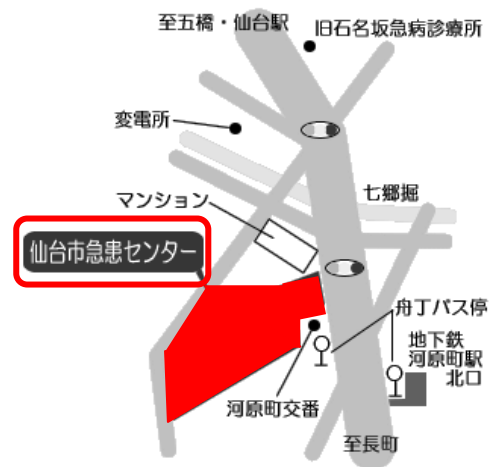 至五橋・仙台駅
旧石名坂急病診療所
変電所
マンション
七郷掘
仙台市急患センター
舟丁バス停
地下鉄
河原町駅
北口
河原町交番
至長町